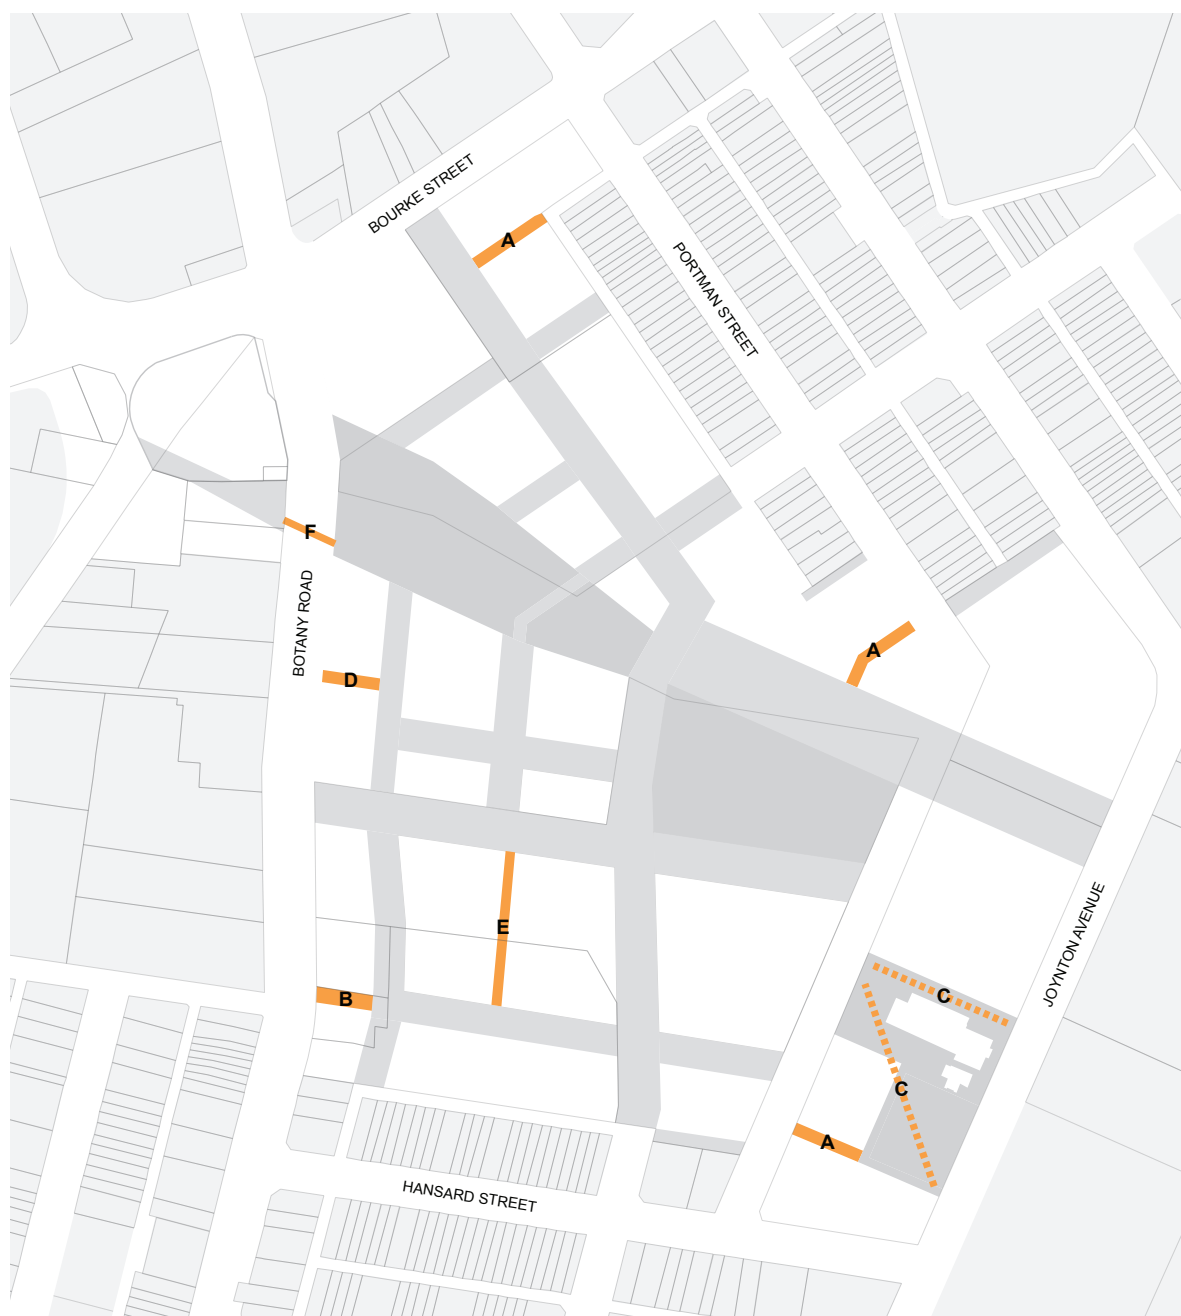 BOURKE STREET
A
PORTMAN STREET
F
BOTANY ROAD
A
D
JOYNTON AVENUE
E
C
B
C
A
HANSARD STREET